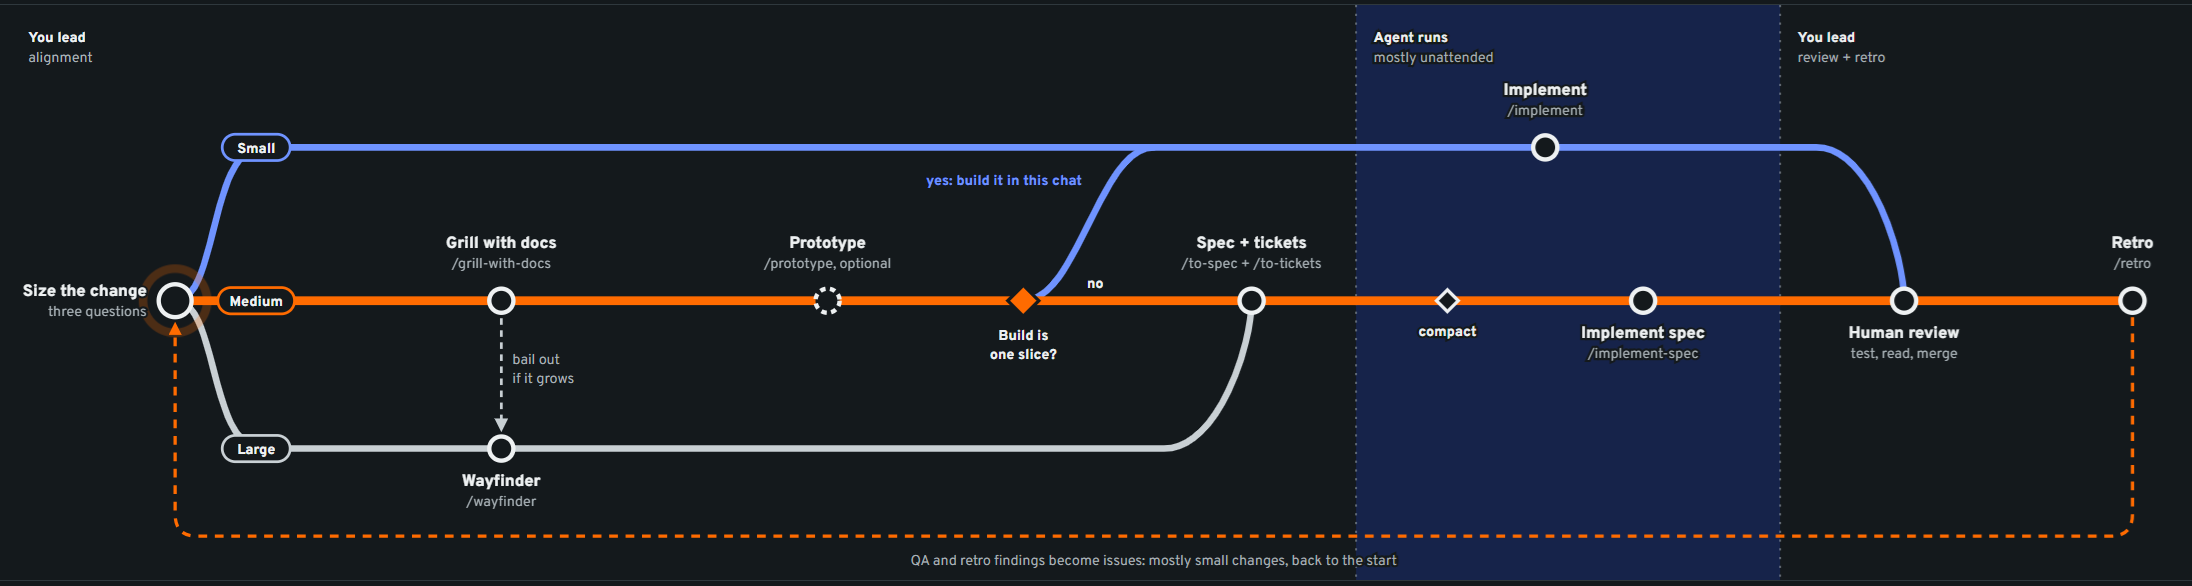 You lead
alignment
Agent runs
mostly unattended
You lead
review + retro
Implement
/implement
Small
yes: build it in this chat
Grill with docs
/grill-with-docs
Prototype
/prototype, optional
Spec + tickets
/to-spec + /to-tickets
Retro
/retro
no
Size the change
three questions
Medium
Build is
one slice?
compact
Implement spec
/implement-spec
Human review
test, read, merge
bail out
if it grows
Large
Wayfinder
/wayfinder
QA and retro findings become issues: mostly small changes, back to the start